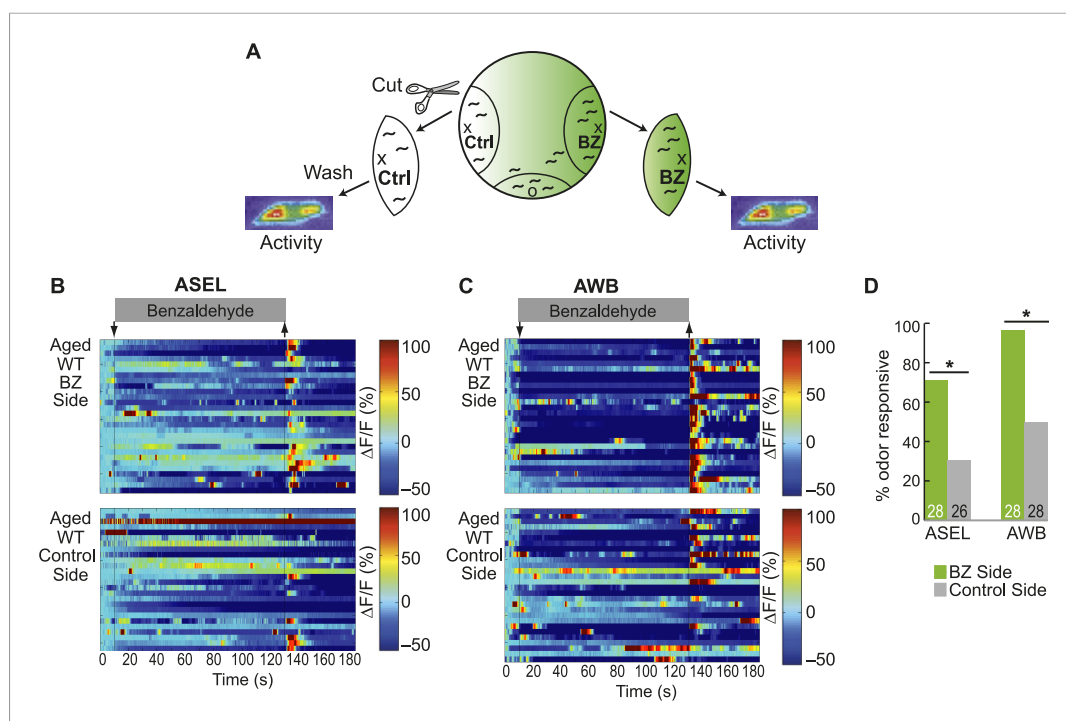 A
Cut
x
Ctrl
x
BZ
o
x
Ctrl
x
BZ
Wash
Activity
Activity
B
ASEL
Benzaldehyde
Aged
WT
BZ
Side
100
50
0
–50
ΔF/F (%)
Aged
WT
Control
Side
100
50
0
–50
ΔF/F (%)
0 20 40 60 80 100 120 140 160 180
Time (s)
C
AWB
Benzaldehyde
Aged
WT
BZ
Side
100
50
0
–50
ΔF/F (%)
Aged
WT
Control
Side
100
50
0
–50
ΔF/F (%)
0 20 40 60 80 100 120 140 160 180
Time (s)
D
% odor responsive
100
80
60
40
20
0
* *
28 26 28 28
ASEL AWB
BZ Side
Control Side